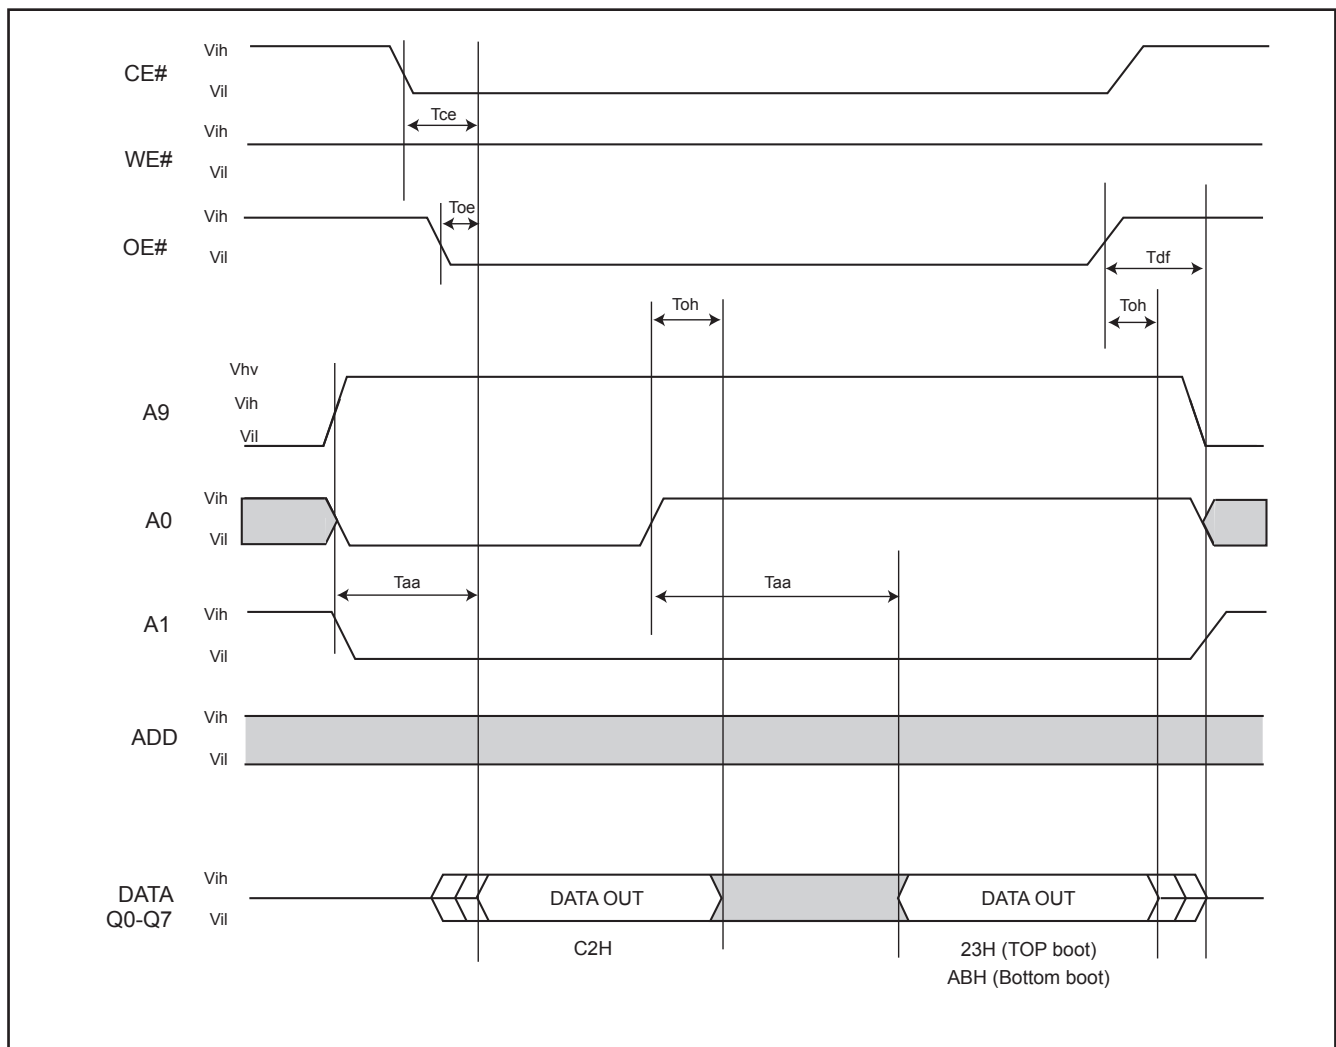 Vih
CE#
Vil
Tce
Vih
WE#
Vil
Toe
Vih
OE#
Vil
Tdf
Toh
Toh
Vhv
Vih
A9
Vil
Vih
A0
Vil
Taa
Taa
Vih
A1
Vil
Vih
ADD
Vil
Vih
DATA
Q0-Q7
Vil
DATA OUT
DATA OUT
C2H
23H (TOP boot)
ABH (Bottom boot)